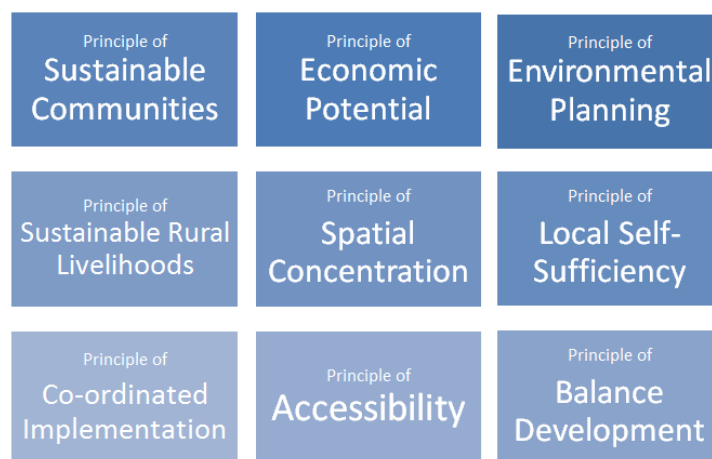 Principle of
Sustainable
Communities
Principle of
Economic
Potential
Principle of
Environmental
Planning
Principle of
Sustainable Rural
Livelihoods
Principle of
Spatial
Concentration
Principle of
Local Self-
Sufficiency
Principle of
Co-ordinated
Implementation
Principle of
Accessibility
Principle of
Balance
Development